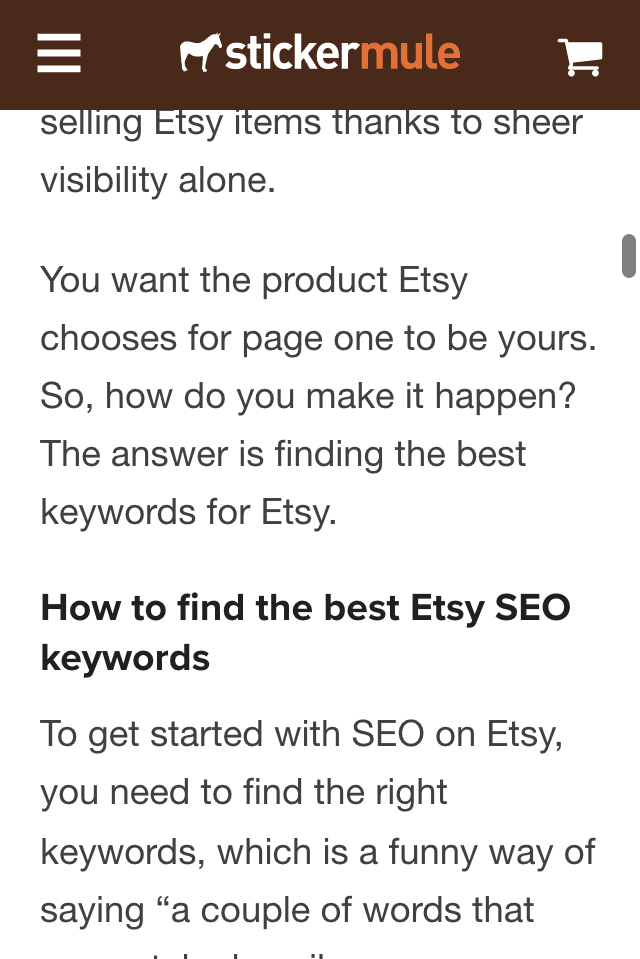 stickermule
selling Etsy items thanks to sheer
visibility alone.
You want the product Etsy
chooses for page one to be yours.
So, how do you make it happen?
The answer is finding the best
keywords for Etsy.
How to find the best Etsy SEO
keywords
To get started with SEO on Etsy,
you need to find the right
keywords, which is a funny way of
saying “a couple of words that